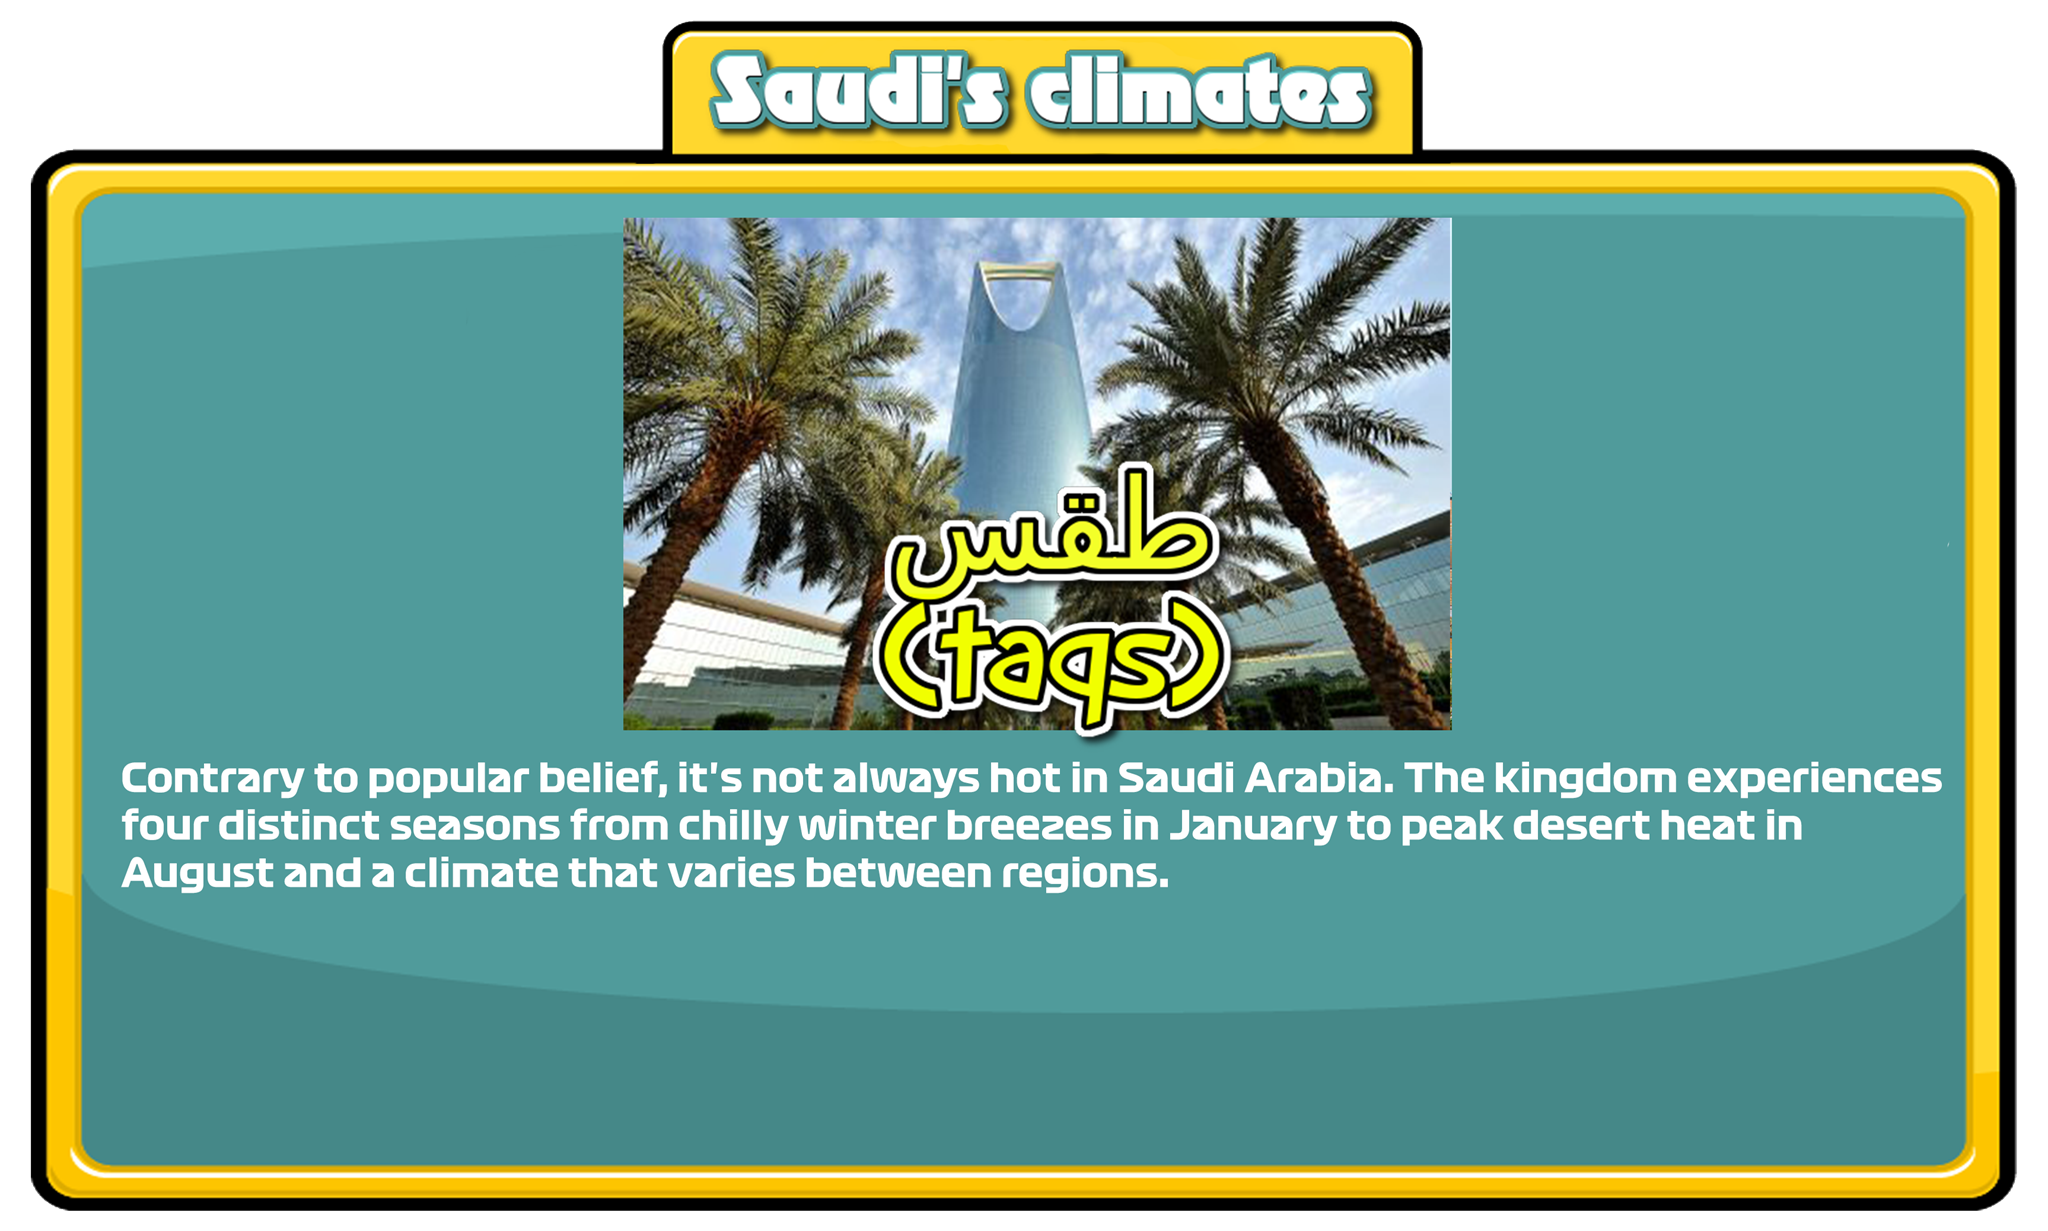 Saudi's climates
طقس
(taqs)
Contrary to popular belief, it's not always hot in Saudi Arabia. The kingdom experiences
four distinct seasons from chilly winter breezes in January to peak desert heat in
August and a climate that varies between regions.